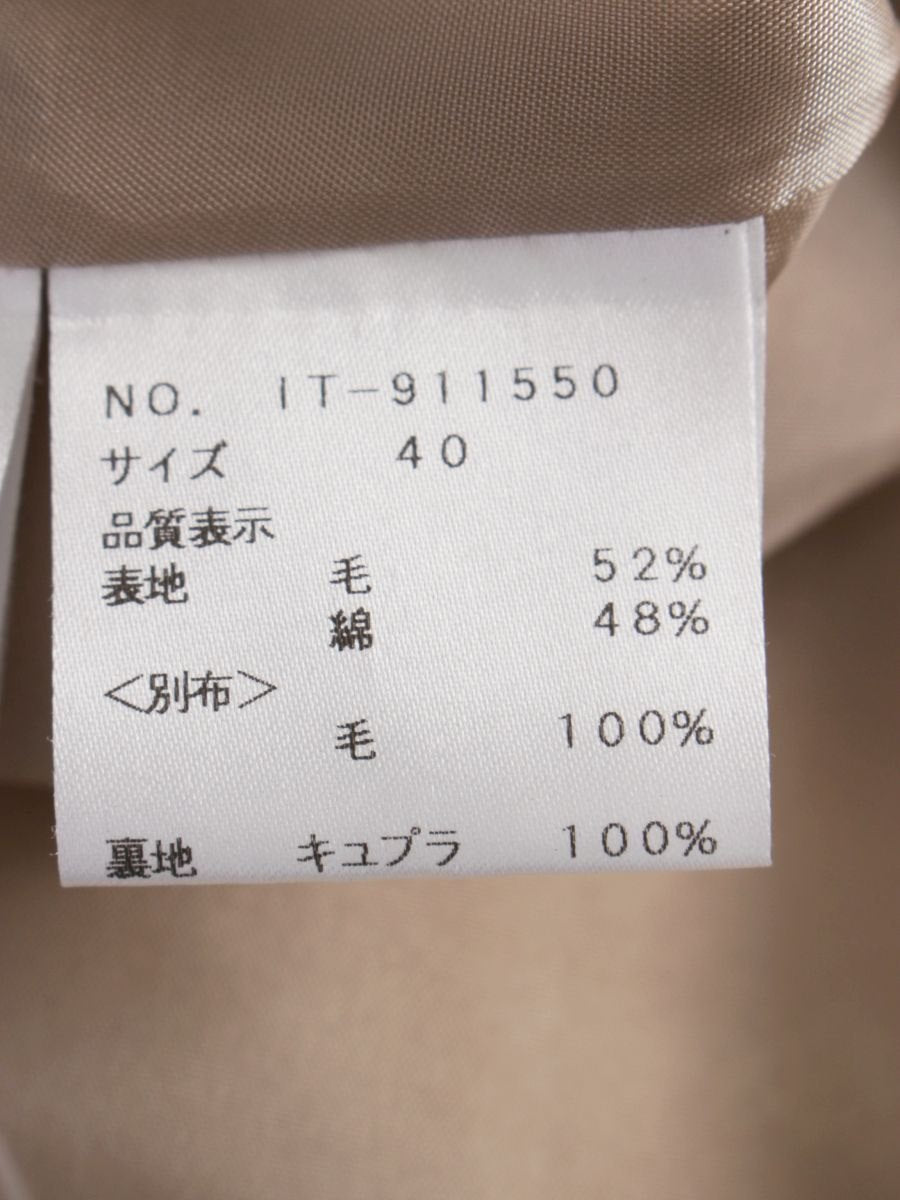 NO. IT-911550
サイズ 40
品質表示
表地 毛 52%
綿 48%
<別布>
毛 100%
裏地 キュプラ 100%